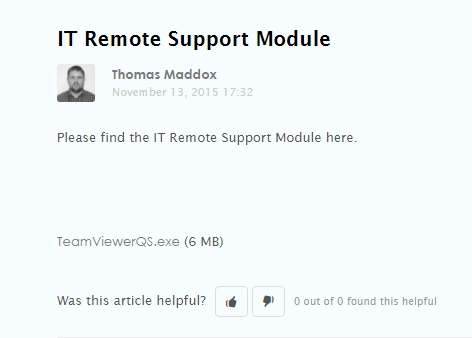 IT Remote Support Module
Thomas Maddox
November 13, 2015 17:32
Please find the IT Remote Support Module here.
TeamViewerQS.exe (6 MB)
Was this article helpful? 0 out of 0 found this helpful